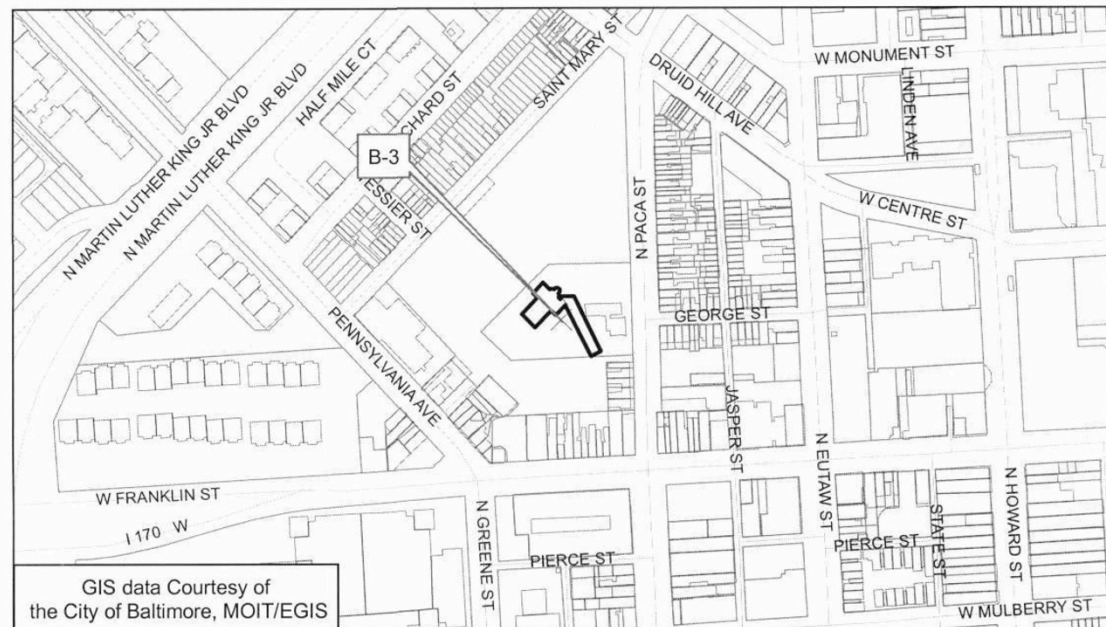 W MONUMENT ST
LINDEN AVE
DRUID HILL AVE
SAINT MARY ST
HALF MILE CT
CHARD ST
N MARTIN LUTHER KING JR BLVD
N MARTIN LUTHER KING JR BLVD
B-3
ESSIER ST
N PACA ST
W CENTRE ST
GEORGE ST
PENNSYLVANIA AVE
JASPER ST
N EUTAW ST
N HOWARD ST
STATE ST
W FRANKLIN ST
I 170 W
N GREENE ST
PIERCE ST
PIERCE ST
W MULBERRY ST
GIS data Courtesy of
the City of Baltimore, MOIT/EGIS